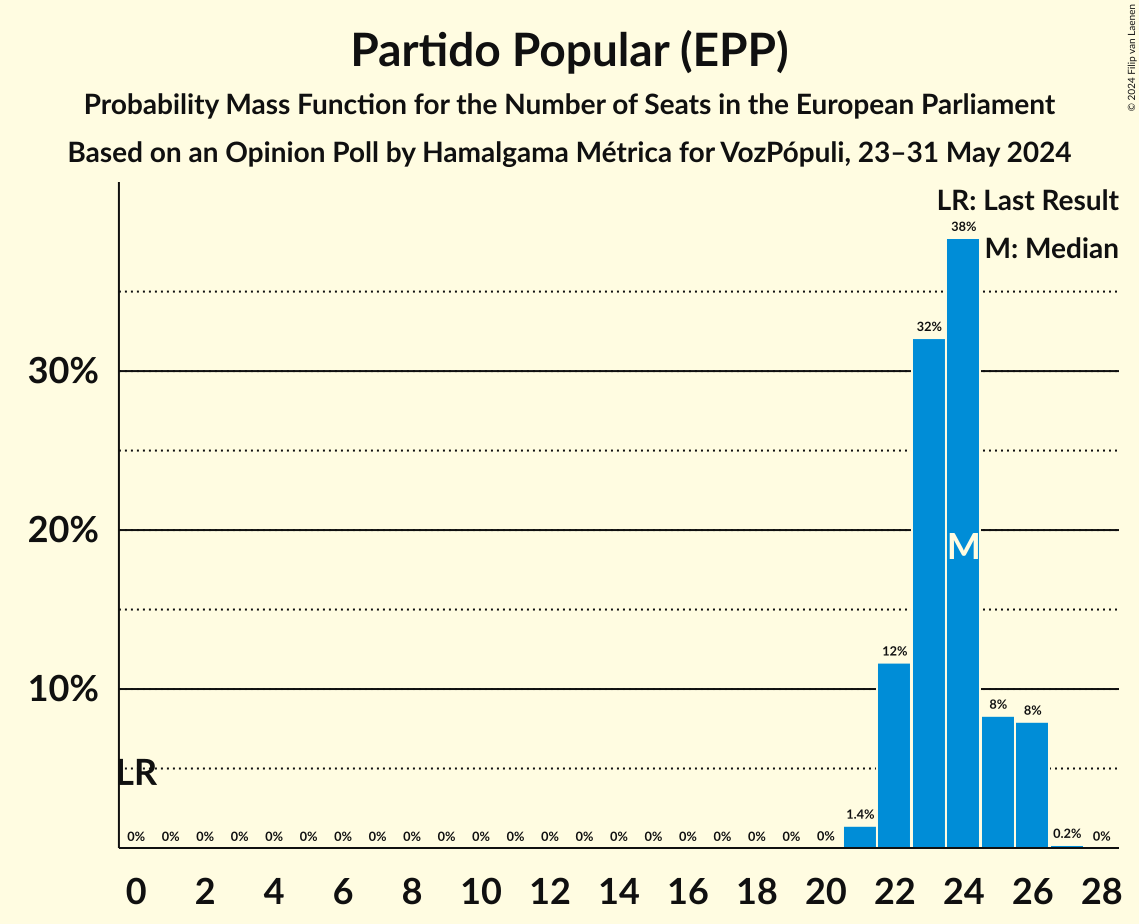 Partido Popular (EPP)
Probability Mass Function for the Number of Seats in the European Parliament
Based on an Opinion Poll by Hamalgama Métrica for VozPópuli, 23–31 May 2024
© 2024 Filip van Laenen
LR: Last Result
M: Median
38%
32%
30%
20%
M
12%
10%
8%
8%
LR
1.4%
0.2%
0% 0% 0% 0% 0% 0% 0% 0% 0% 0% 0% 0% 0% 0% 0% 0% 0% 0% 0% 0% 0% 0%
0 2 4 6 8 10 12 14 16 18 20 22 24 26 28